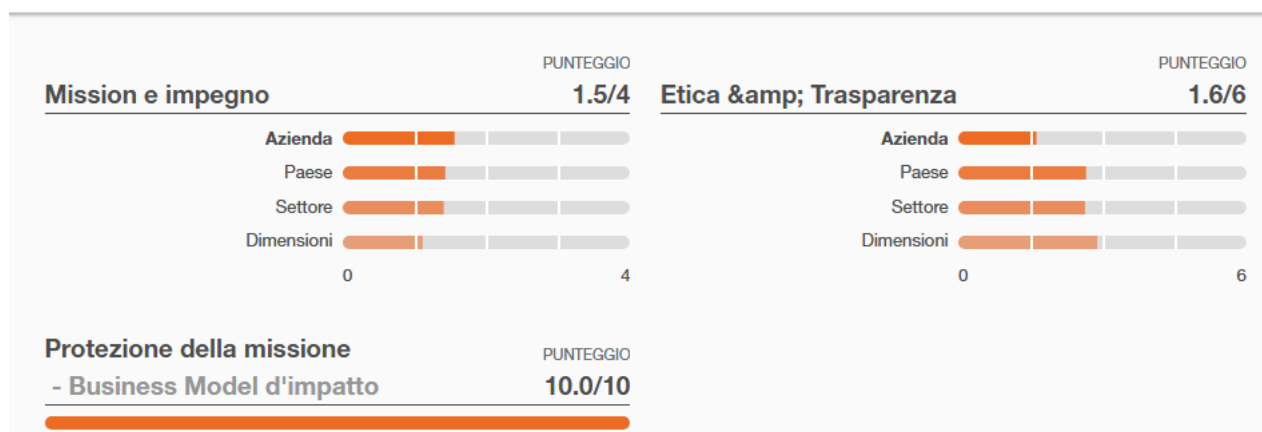 PUNTEGGIO
Mission e impegno 1.5/4
Azienda
Paese
Settore
Dimensioni
0 4
PUNTEGGIO
Etica &amp; Trasparenza 1.6/6
Azienda
Paese
Settore
Dimensioni
0 6
Protezione della missione PUNTEGGIO
- Business Model d'impatto 10.0/10